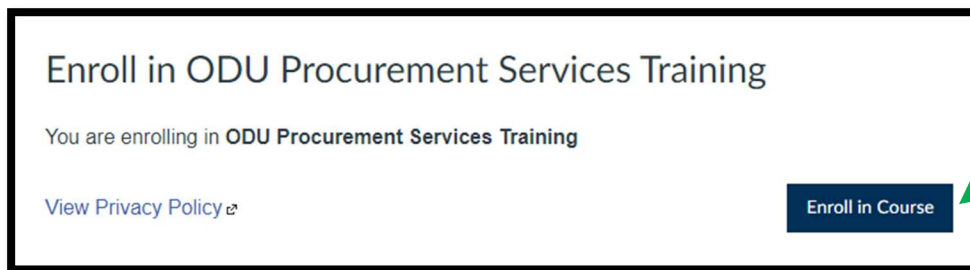 Enroll in ODU Procurement Services Training
You are enrolling in ODU Procurement Services Training
View Privacy Policy
Enroll in Course